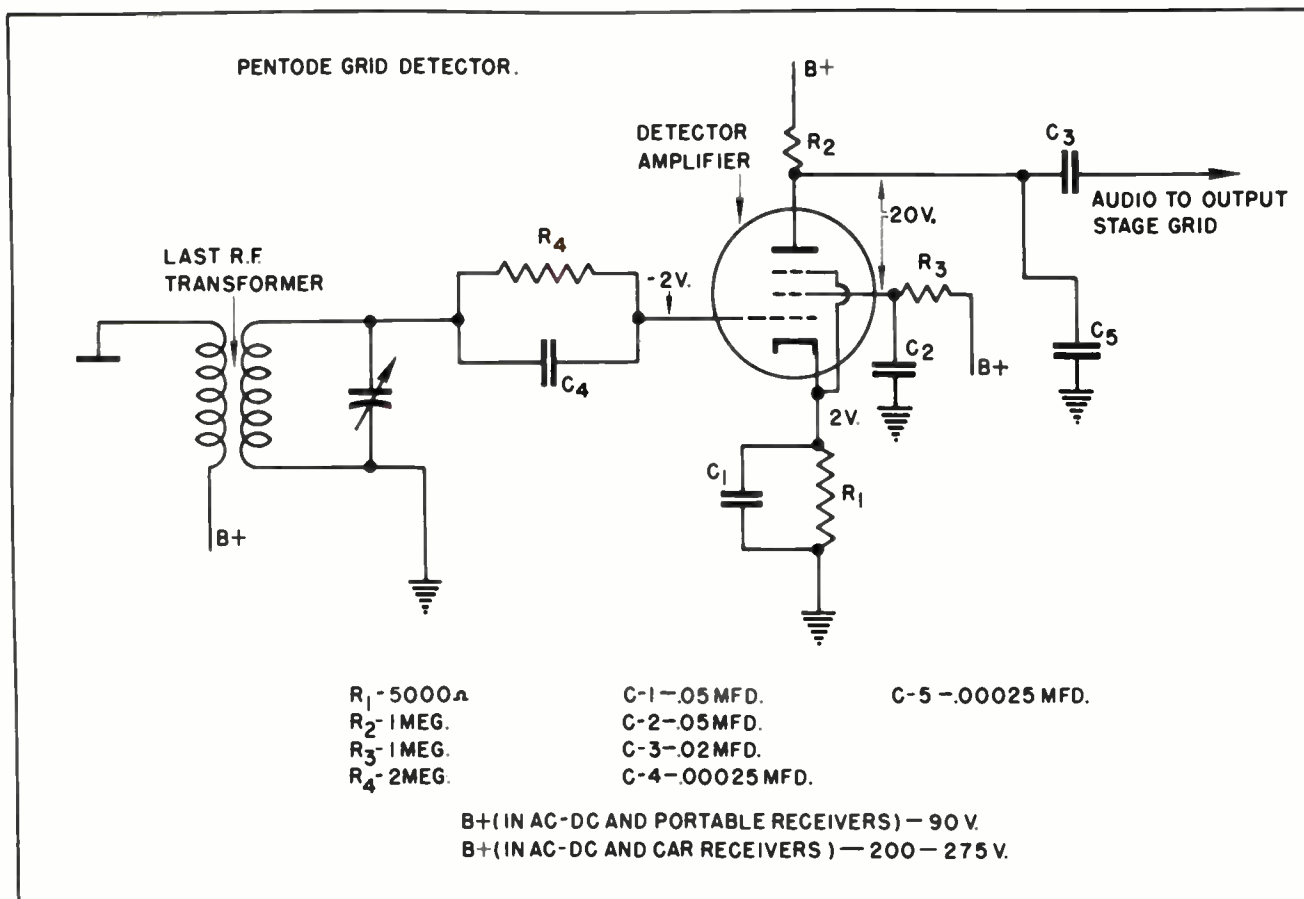 PENTODE GRID DETECTOR.
B+
DETECTOR
AMPLIFIER
R2
C3
AUDIO TO OUTPUT
STAGE GRID
-20V.
LAST R.F.
TRANSFORMER
R4
-2V.
R3
C4
C2
B+
C5
2V.
C1
R1
B+
R1-5000Ω
R2-1MEG.
R3-1MEG.
R4-2MEG.
C-1-.05MFD.
C-2-.05MFD.
C-3-.02MFD.
C-4-.00025MFD.
C-5-.00025MFD.
B+(IN AC-DC AND PORTABLE RECEIVERS)-90V.
B+(IN AC-DC AND CAR RECEIVERS)-200-275V.